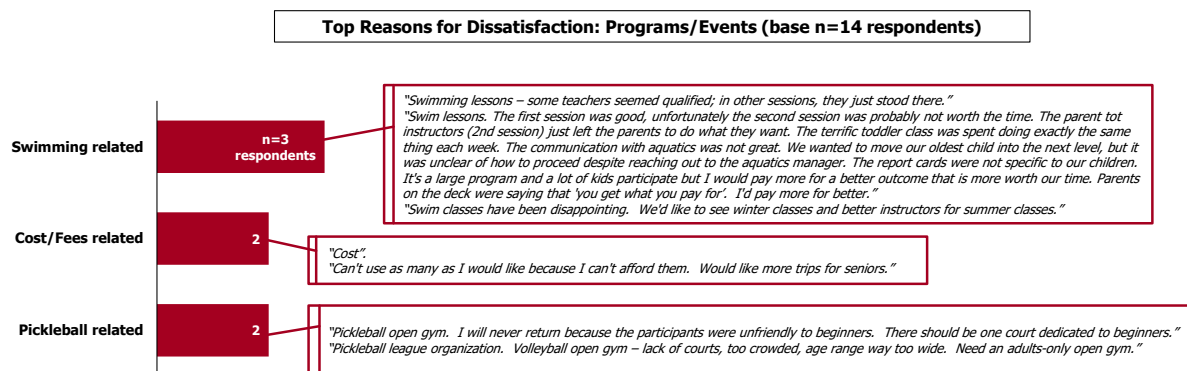 Top Reasons for Dissatisfaction: Programs/Events (base n=14 respondents)
Swimming related
n=3
respondents
“Swimming lessons – some teachers seemed qualified; in other sessions, they just stood there.”
“Swim lessons. The first session was good, unfortunately the second session was probably not worth the time. The parent tot
instructors (2nd session) just left the parents to do what they want. The terrific toddler class was spent doing exactly the same
thing each week. The communication with aquatics was not great. We wanted to move our oldest child into the next level, but it
was unclear of how to proceed despite reaching out to the aquatics manager. The report cards were not specific to our children.
It's a large program and a lot of kids participate but I would pay more for a better outcome that is more worth our time. Parents
on the deck were saying that 'you get what you pay for’. I'd pay more for better.”
“Swim classes have been disappointing. We'd like to see winter classes and better instructors for summer classes.”
Cost/Fees related
2
“Cost”.
“Can't use as many as I would like because I can't afford them. Would like more trips for seniors.”
Pickleball related
2
“Pickleball open gym. I will never return because the participants were unfriendly to beginners. There should be one court dedicated to beginners.”
“Pickleball league organization. Volleyball open gym – lack of courts, too crowded, age range way too wide. Need an adults-only open gym.”